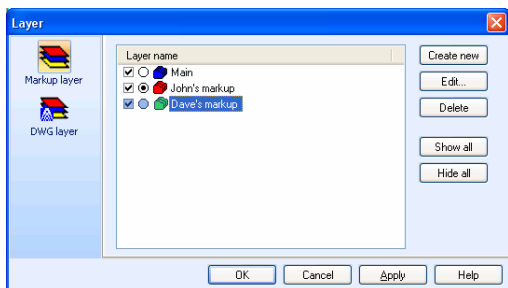 Layer
Markup layer
DWG layer
Layer name
Main
John's markup
Dave's markup
Create new
Edit...
Delete
Show all
Hide all
OK
Cancel
Apply
Help